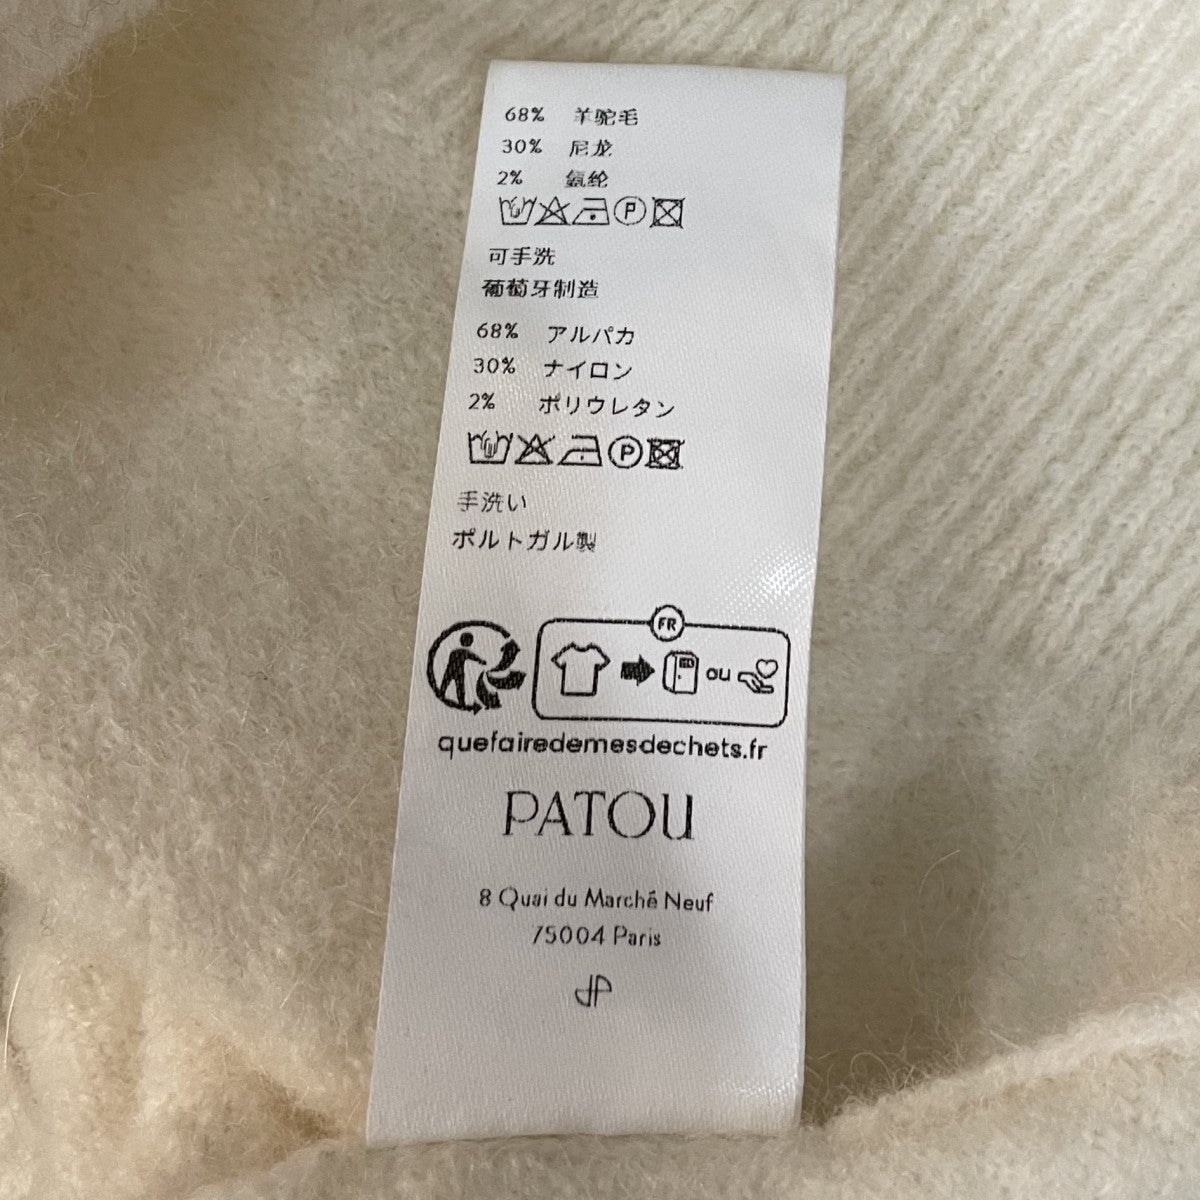 68% 羊驼毛
30% 尼龙
2% 氨纶
P
可手洗
葡萄牙制造
68% アルパカ
30% ナイロン
2% ポリウレタン
P
手洗い
ポルトガル製
FR
ou
quefairedemesdechets.fr
PATOU
8 Quai du Marché Neuf
75004 Paris
JP